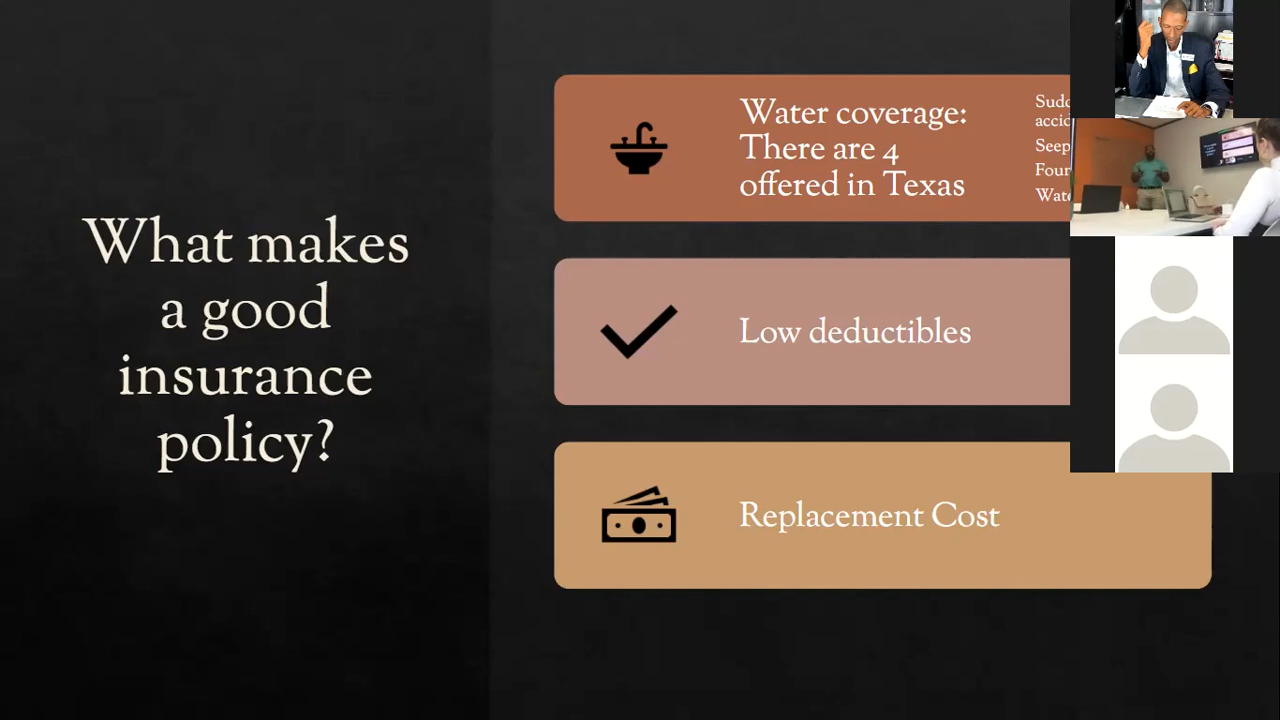 What makes
a good
insurance
policy?
Water coverage:
There are 4
offered in Texas
Low deductibles
Replacement Cost